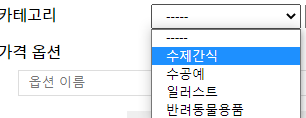 카테고리
-----
-----
수제간식
수공예
일러스트
반려동물용품
가격 옵션
옵션 이름